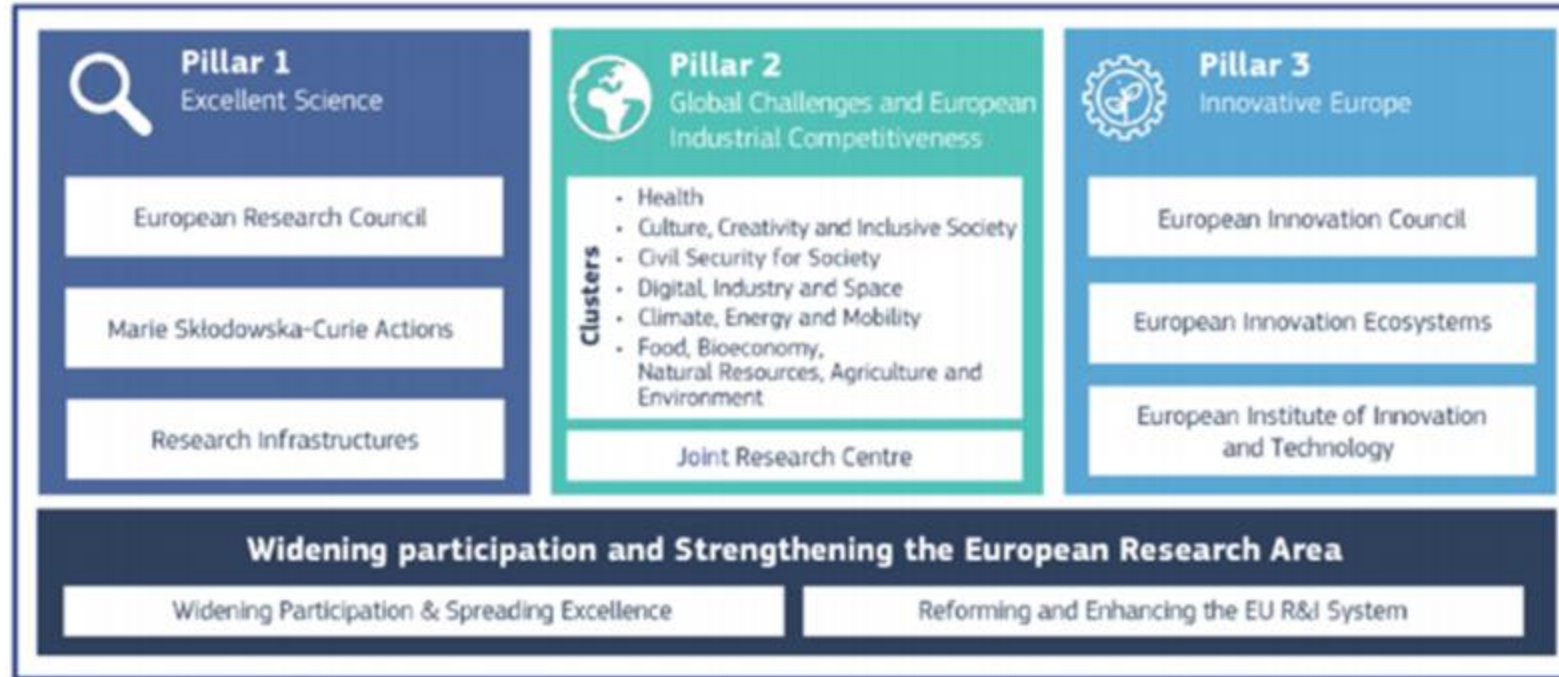 Pillar 1
Excellent Science
European Research Council
Marie Skłodowska-Curie Actions
Research Infrastructures
Pillar 2
Global Challenges and European
Industrial Competitiveness
Clusters
• Health
• Culture, Creativity and Inclusive Society
• Civil Security for Society
• Digital, Industry and Space
• Climate, Energy and Mobility
• Food, Bioeconomy,
Natural Resources, Agriculture and
Environment
Joint Research Centre
Pillar 3
Innovative Europe
European Innovation Council
European Innovation Ecosystems
European Institute of Innovation
and Technology
Widening participation and Strengthening the European Research Area
Widening Participation & Spreading Excellence
Reforming and Enhancing the EU R&I System